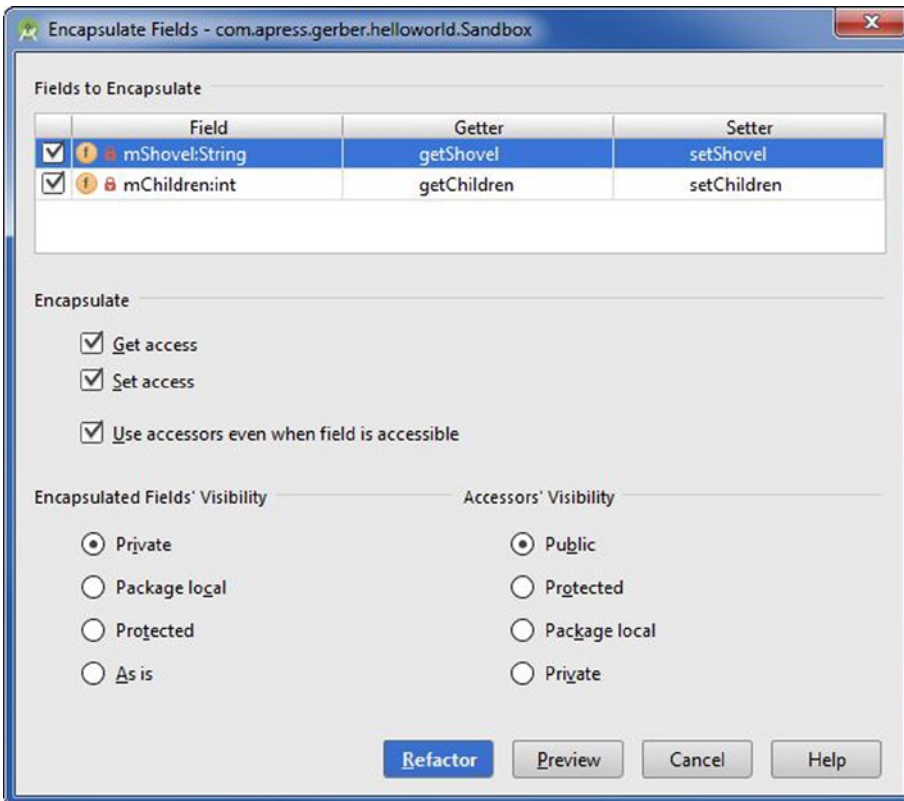 Encapsulate Fields - com.apress.gerber.helloworld.Sandbox
Fields to Encapsulate
Field Getter Setter
f mShovel:String getShovel setShovel
f mChildren:int getChildren setChildren
Encapsulate
Get access
Set access
Use accessors even when field is accessible
Encapsulated Fields' Visibility Accessors' Visibility
Private Public
Package local Protected
Protected Package local
As is Private
Refactor Preview Cancel Help